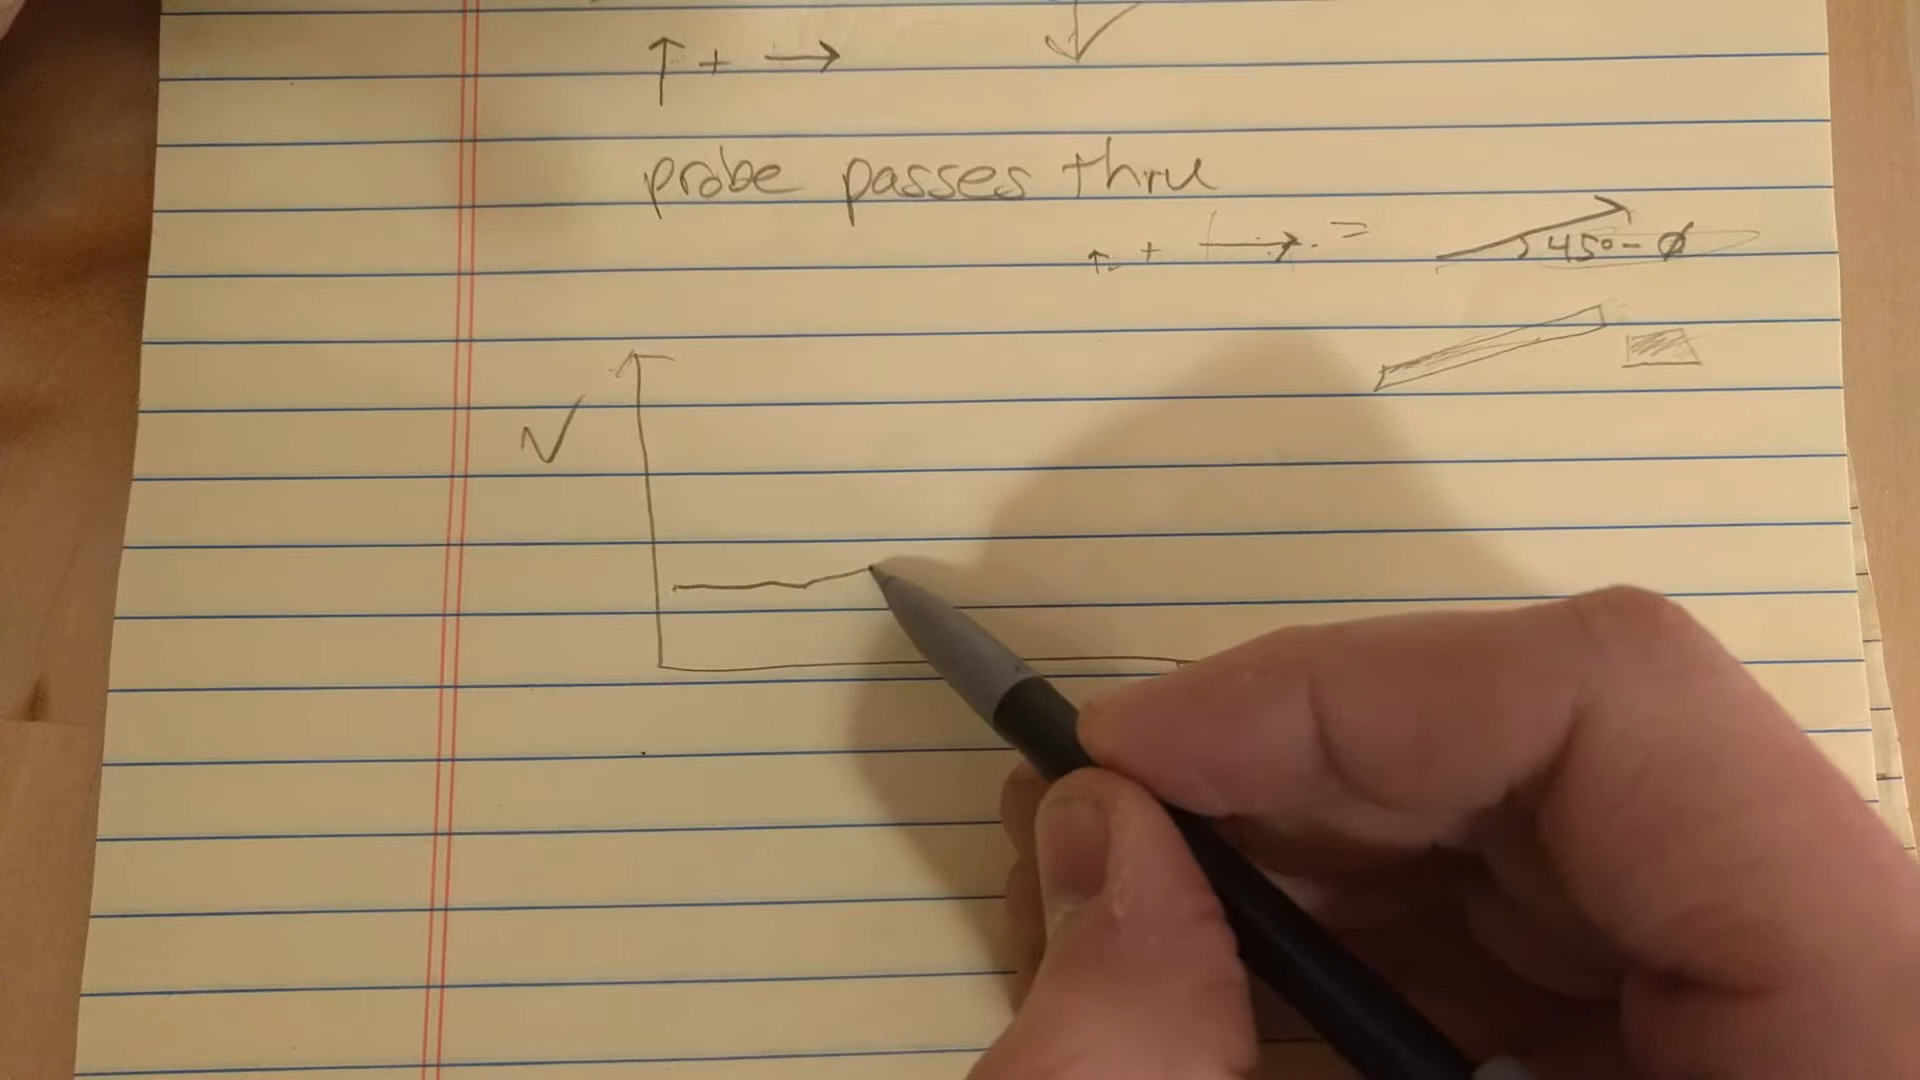 ↑ + →
probe passes thru
↑ + → =
45° - ϕ
V